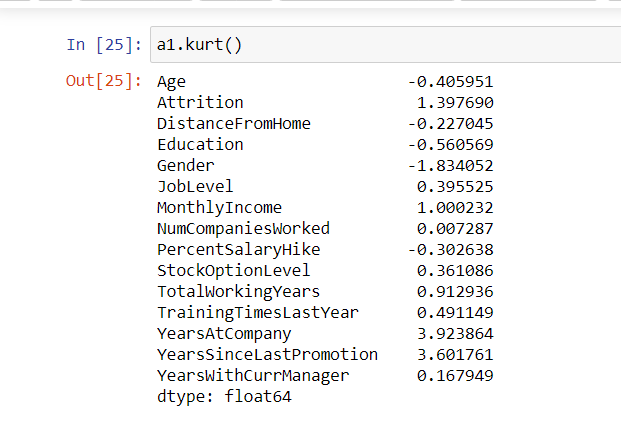 In [25]: a1.kurt()
Out[25]: Age -0.405951
Attrition 1.397690
DistanceFromHome -0.227045
Education -0.560569
Gender -1.834052
JobLevel 0.395525
MonthlyIncome 1.000232
NumCompaniesWorked 0.007287
PercentSalaryHike -0.302638
StockOptionLevel 0.361086
TotalWorkingYears 0.912936
TrainingTimesLastYear 0.491149
YearsAtCompany 3.923864
YearsSinceLastPromotion 3.601761
YearsWithCurrManager 0.167949
dtype: float64